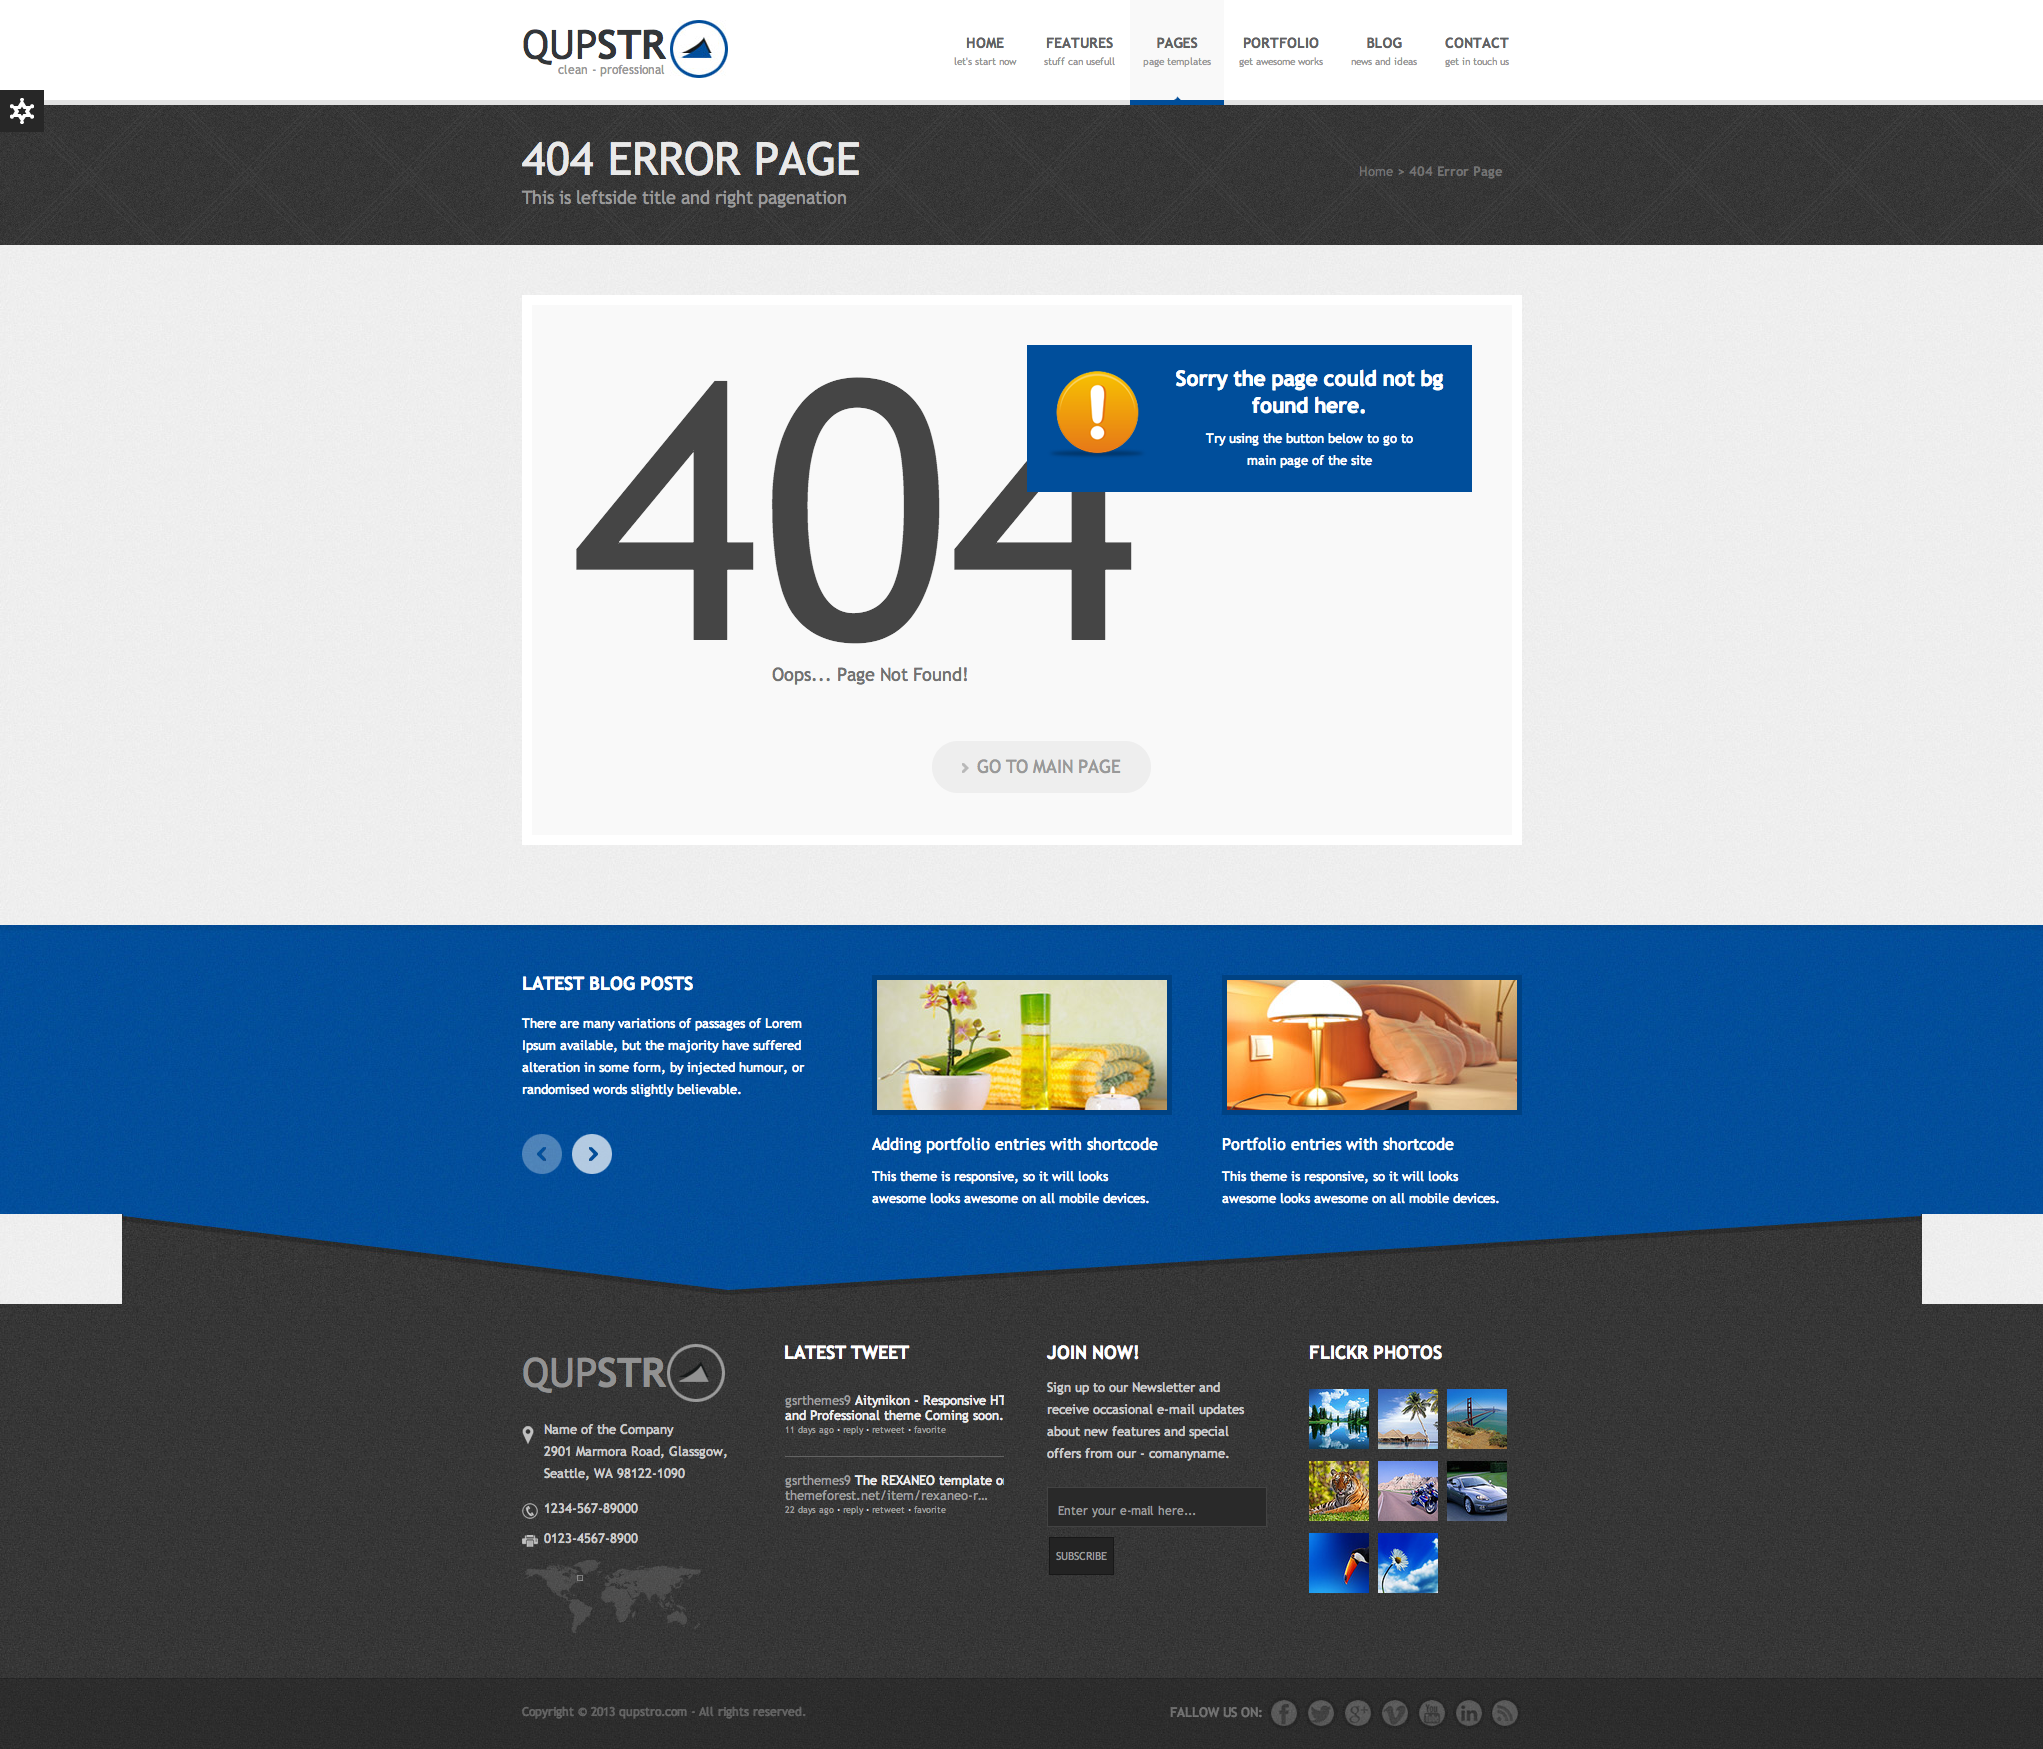 QUPSTR
clean - professional
HOME
let's start now
FEATURES
stuff can usefull
PAGES
page templates
PORTFOLIO
get awesome works
BLOG
news and ideas
CONTACT
get in touch us
404 ERROR PAGE
This is leftside title and right pagenation
Home > 404 Error Page
404
Sorry the page could not bg
found here.
Try using the button below to go to
main page of the site
Oops... Page Not Found!
GO TO MAIN PAGE
LATEST BLOG POSTS
There are many variations of passages of Lorem
Ipsum available, but the majority have suffered
alteration in some form, by injected humour, or
randomised words slightly believable.
Adding portfolio entries with shortcode
This theme is responsive, so it will looks
awesome looks awesome on all mobile devices.
Portfolio entries with shortcode
This theme is responsive, so it will looks
awesome looks awesome on all mobile devices.
QUPSTR
Name of the Company
2901 Marmora Road, Glassgow,
Seattle, WA 98122-1090
1234-567-89000
0123-4567-8900
LATEST TWEET
gsrthemes9 Aitynikon - Responsive HT
and Professional theme Coming soon.
11 days ago • reply • retweet • favorite
gsrthemes9 The REXANEO template o
themeforest.net/item/rexaneo-r...
22 days ago • reply • retweet • favorite
JOIN NOW!
Sign up to our Newsletter and
receive occasional e-mail updates
about new features and special
offers from our - comanyname.
Enter your e-mail here...
SUBSCRIBE
FLICKR PHOTOS
Copyright © 2013 qupstro.com - All rights reserved.
FALLOW US ON: